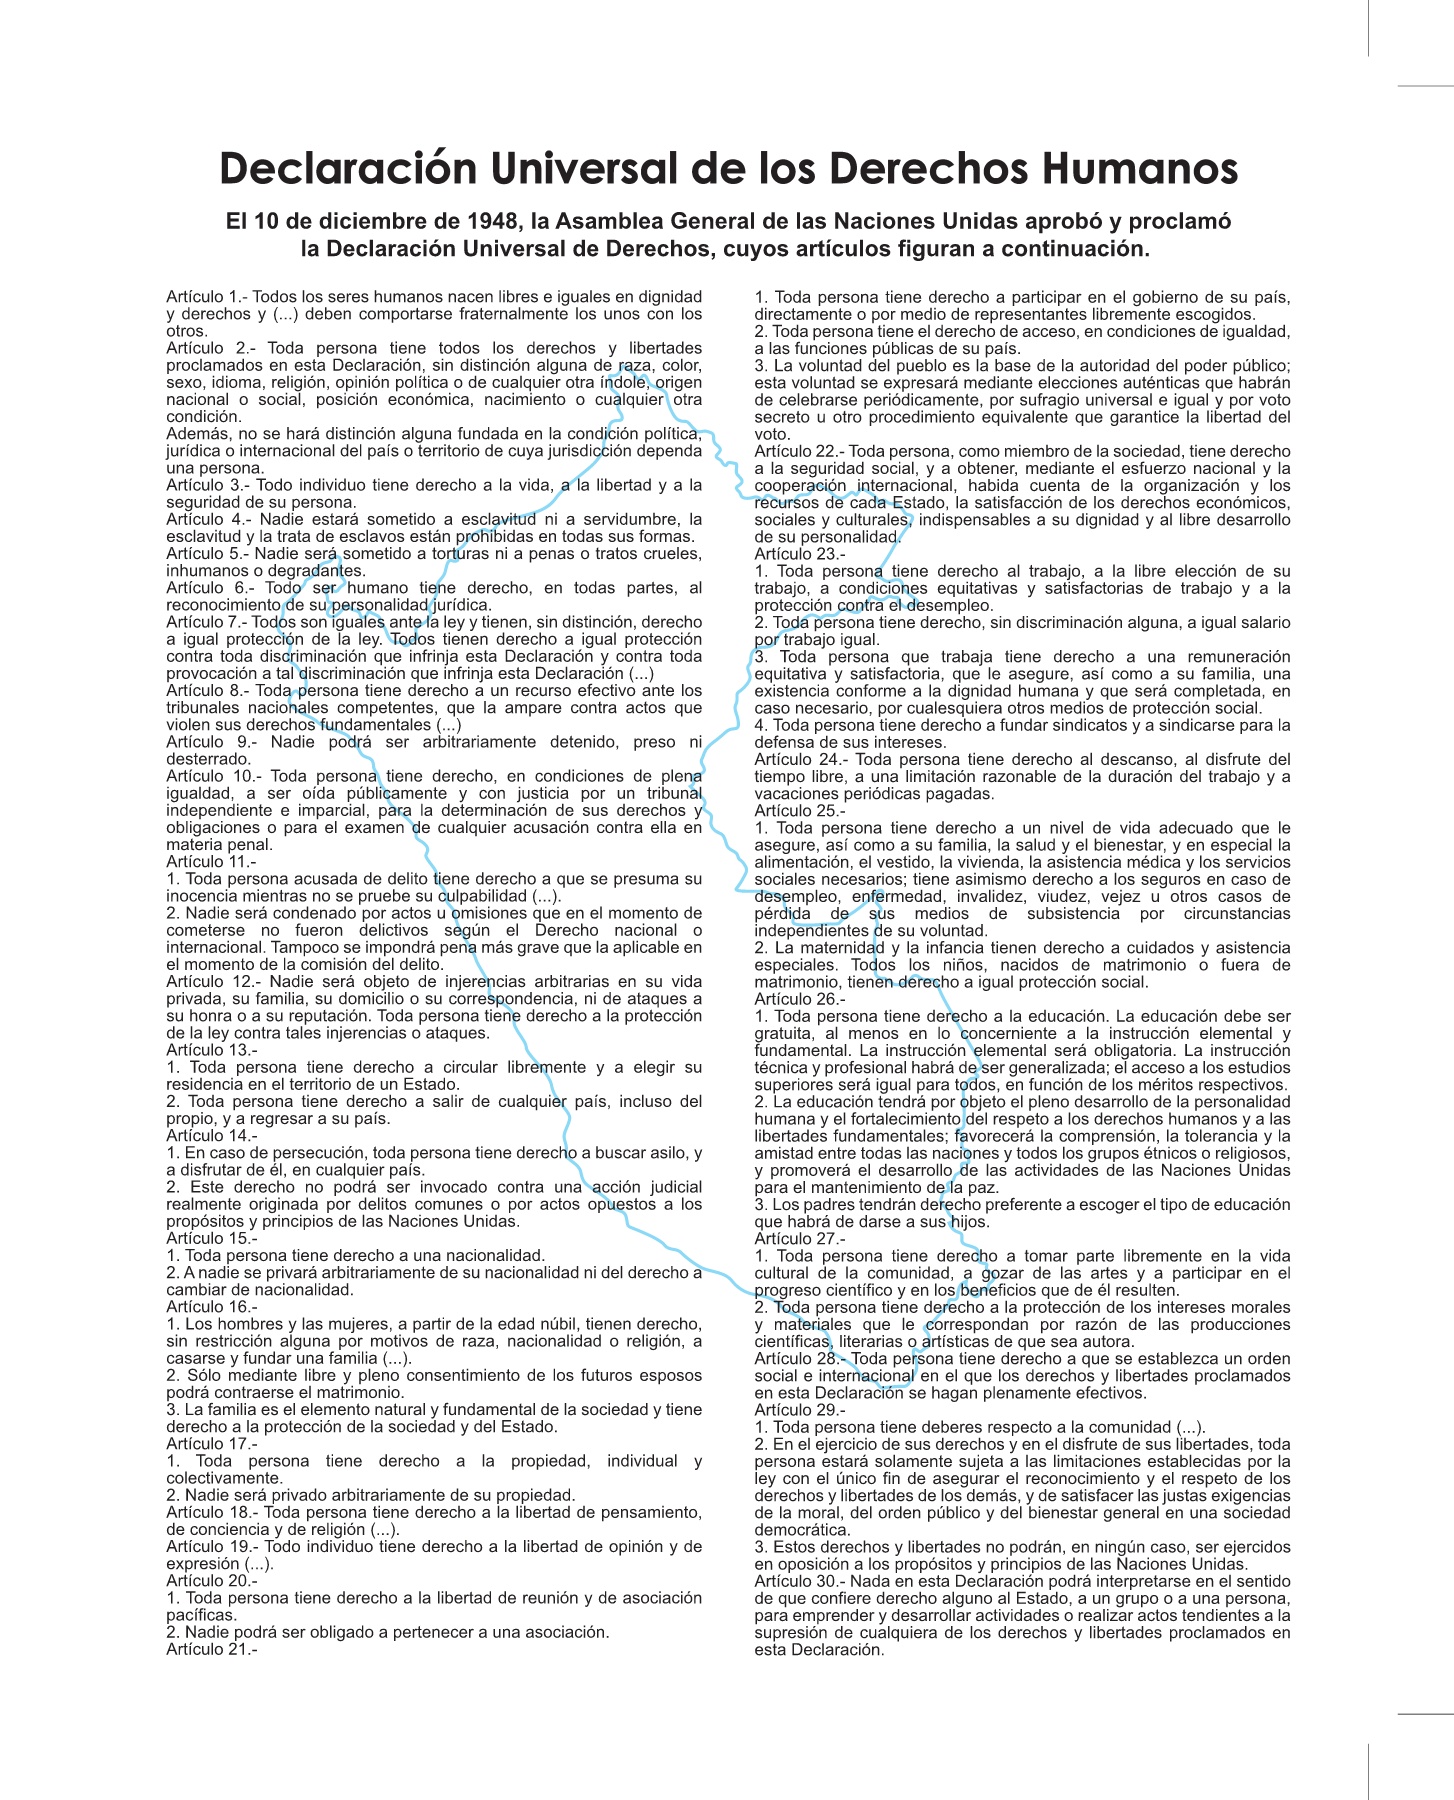 Declaración Universal de los Derechos Humanos
El 10 de diciembre de 1948, la Asamblea General de las Naciones Unidas aprobó y proclamó
la Declaración Universal de Derechos, cuyos artículos figuran a continuación.
Artículo 1.- Todos los seres humanos nacen libres e iguales en dignidad
y derechos y (...) deben comportarse fraternalmente los unos con los
otros.
Artículo 2.- Toda persona tiene todos los derechos y libertades
proclamados en esta Declaración, sin distinción alguna de raza, color,
sexo, idioma, religión, opinión política o de cualquier otra índole, origen
nacional o social, posición económica, nacimiento o cualquier otra
condición.
Además, no se hará distinción alguna fundada en la condición política,
jurídica o internacional del país o territorio de cuya jurisdicción dependa
una persona.
Artículo 3.- Todo individuo tiene derecho a la vida, a la libertad y a la
seguridad de su persona.
Artículo 4.- Nadie estará sometido a esclavitud ni a servidumbre, la
esclavitud y la trata de esclavos están prohibidas en todas sus formas.
Artículo 5.- Nadie será sometido a torturas ni a penas o tratos crueles,
inhumanos o degradantes.
Artículo 6.- Todo ser humano tiene derecho, en todas partes, al
reconocimiento de su personalidad jurídica.
Artículo 7.- Todos son iguales ante la ley y tienen, sin distinción, derecho
a igual protección de la ley. Todos tienen derecho a igual protección
contra toda discriminación que infrinja esta Declaración y contra toda
provocación a tal discriminación que infrinja esta Declaración (...)
Artículo 8.- Toda persona tiene derecho a un recurso efectivo ante los
tribunales nacionales competentes, que la ampare contra actos que
violen sus derechos fundamentales (...)
Artículo 9.- Nadie podrá ser arbitrariamente detenido, preso ni
desterrado.
Artículo 10.- Toda persona tiene derecho, en condiciones de plena
igualdad, a ser oída públicamente y con justicia por un tribunal
independiente e imparcial, para la determinación de sus derechos y
obligaciones o para el examen de cualquier acusación contra ella en
materia penal.
Artículo 11.-
1. Toda persona acusada de delito tiene derecho a que se presuma su
inocencia mientras no se pruebe su culpabilidad (...).
2. Nadie será condenado por actos u omisiones que en el momento de
cometerse no fueron delictivos según el Derecho nacional o
internacional. Tampoco se impondrá pena más grave que la aplicable en
el momento de la comisión del delito.
Artículo 12.- Nadie será objeto de injerencias arbitrarias en su vida
privada, su familia, su domicilio o su correspondencia, ni de ataques a
su honra o a su reputación. Toda persona tiene derecho a la protección
de la ley contra tales injerencias o ataques.
Artículo 13.-
1. Toda persona tiene derecho a circular libremente y a elegir su
residencia en el territorio de un Estado.
2. Toda persona tiene derecho a salir de cualquier país, incluso del
propio, y a regresar a su país.
Artículo 14.-
1. En caso de persecución, toda persona tiene derecho a buscar asilo, y
a disfrutar de él, en cualquier país.
2. Este derecho no podrá ser invocado contra una acción judicial
realmente originada por delitos comunes o por actos opuestos a los
propósitos y principios de las Naciones Unidas.
Artículo 15.-
1. Toda persona tiene derecho a una nacionalidad.
2. A nadie se privará arbitrariamente de su nacionalidad ni del derecho a
cambiar de nacionalidad.
Artículo 16.-
1. Los hombres y las mujeres, a partir de la edad núbil, tienen derecho,
sin restricción alguna por motivos de raza, nacionalidad o religión, a
casarse y fundar una familia (...).
2. Sólo mediante libre y pleno consentimiento de los futuros esposos
podrá contraerse el matrimonio.
3. La familia es el elemento natural y fundamental de la sociedad y tiene
derecho a la protección de la sociedad y del Estado.
Artículo 17.-
1. Toda persona tiene derecho a la propiedad, individual y
colectivamente.
2. Nadie será privado arbitrariamente de su propiedad.
Artículo 18.- Toda persona tiene derecho a la libertad de pensamiento,
de conciencia y de religión (...).
Artículo 19.- Todo individuo tiene derecho a la libertad de opinión y de
expresión (...).
Artículo 20.-
1. Toda persona tiene derecho a la libertad de reunión y de asociación
pacíficas.
2. Nadie podrá ser obligado a pertenecer a una asociación.
Artículo 21.-
1. Toda persona tiene derecho a participar en el gobierno de su país,
directamente o por medio de representantes libremente escogidos.
2. Toda persona tiene el derecho de acceso, en condiciones de igualdad,
a las funciones públicas de su país.
3. La voluntad del pueblo es la base de la autoridad del poder público;
esta voluntad se expresará mediante elecciones auténticas que habrán
de celebrarse periódicamente, por sufragio universal e igual y por voto
secreto u otro procedimiento equivalente que garantice la libertad del
voto.
Artículo 22.- Toda persona, como miembro de la sociedad, tiene derecho
a la seguridad social, y a obtener, mediante el esfuerzo nacional y la
cooperación internacional, habida cuenta de la organización y los
recursos de cada Estado, la satisfacción de los derechos económicos,
sociales y culturales, indispensables a su dignidad y al libre desarrollo
de su personalidad.
Artículo 23.-
1. Toda persona tiene derecho al trabajo, a la libre elección de su
trabajo, a condiciones equitativas y satisfactorias de trabajo y a la
protección contra el desempleo.
2. Toda persona tiene derecho, sin discriminación alguna, a igual salario
por trabajo igual.
3. Toda persona que trabaja tiene derecho a una remuneración
equitativa y satisfactoria, que le asegure, así como a su familia, una
existencia conforme a la dignidad humana y que será completada, en
caso necesario, por cualesquiera otros medios de protección social.
4. Toda persona tiene derecho a fundar sindicatos y a sindicarse para la
defensa de sus intereses.
Artículo 24.- Toda persona tiene derecho al descanso, al disfrute del
tiempo libre, a una limitación razonable de la duración del trabajo y a
vacaciones periódicas pagadas.
Artículo 25.-
1. Toda persona tiene derecho a un nivel de vida adecuado que le
asegure, así como a su familia, la salud y el bienestar, y en especial la
alimentación, el vestido, la vivienda, la asistencia médica y los servicios
sociales necesarios; tiene asimismo derecho a los seguros en caso de
desempleo, enfermedad, invalidez, viudez, vejez u otros casos de
pérdida de sus medios de subsistencia por circunstancias
independientes de su voluntad.
2. La maternidad y la infancia tienen derecho a cuidados y asistencia
especiales. Todos los niños, nacidos de matrimonio o fuera de
matrimonio, tienen derecho a igual protección social.
Artículo 26.-
1. Toda persona tiene derecho a la educación. La educación debe ser
gratuita, al menos en lo concerniente a la instrucción elemental y
fundamental. La instrucción elemental será obligatoria. La instrucción
técnica y profesional habrá de ser generalizada; el acceso a los estudios
superiores será igual para todos, en función de los méritos respectivos.
2. La educación tendrá por objeto el pleno desarrollo de la personalidad
humana y el fortalecimiento del respeto a los derechos humanos y a las
libertades fundamentales; favorecerá la comprensión, la tolerancia y la
amistad entre todas las naciones y todos los grupos étnicos o religiosos,
y promoverá el desarrollo de las actividades de las Naciones Unidas
para el mantenimiento de la paz.
3. Los padres tendrán derecho preferente a escoger el tipo de educación
que habrá de darse a sus hijos.
Artículo 27.-
1. Toda persona tiene derecho a tomar parte libremente en la vida
cultural de la comunidad, a gozar de las artes y a participar en el
progreso científico y en los beneficios que de él resulten.
2. Toda persona tiene derecho a la protección de los intereses morales
y materiales que le correspondan por razón de las producciones
científicas, literarias o artísticas de que sea autora.
Artículo 28.- Toda persona tiene derecho a que se establezca un orden
social e internacional en el que los derechos y libertades proclamados
en esta Declaración se hagan plenamente efectivos.
Artículo 29.-
1. Toda persona tiene deberes respecto a la comunidad (...).
2. En el ejercicio de sus derechos y en el disfrute de sus libertades, toda
persona estará solamente sujeta a las limitaciones establecidas por la
ley con el único fin de asegurar el reconocimiento y el respeto de los
derechos y libertades de los demás, y de satisfacer las justas exigencias
de la moral, del orden público y del bienestar general en una sociedad
democrática.
3. Estos derechos y libertades no podrán, en ningún caso, ser ejercidos
en oposición a los propósitos y principios de las Naciones Unidas.
Artículo 30.- Nada en esta Declaración podrá interpretarse en el sentido
de que confiere derecho alguno al Estado, a un grupo o a una persona,
para emprender y desarrollar actividades o realizar actos tendientes a la
supresión de cualquiera de los derechos y libertades proclamados en
esta Declaración.